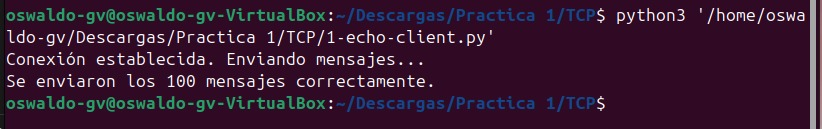 oswaldo-gv@oswaldo-gv-VirtualBox:~/Descargas/Practica 1/TCP$ python3 '/home/oswa
ldo-gv/Descargas/Practica 1/TCP/1-echo-client.py'
Conexión establecida. Enviando mensajes...
Se enviaron los 100 mensajes correctamente.
oswaldo-gv@oswaldo-gv-VirtualBox:~/Descargas/Practica 1/TCP$